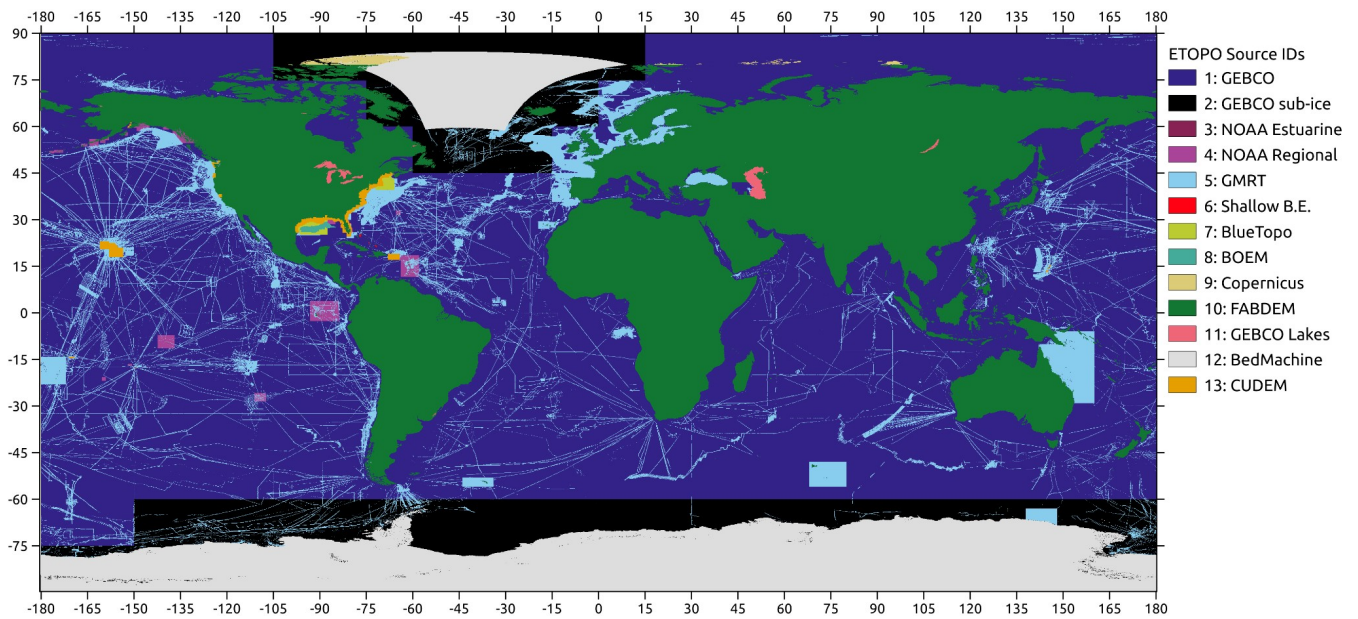 -180 -165 -150 -135 -120 -105 -90 -75 -60 -45 -30 -15 0 15 30 45 60 75 90 105 120 135 150 165 180
90
75
60
45
30
15
0
-15
-30
-45
-60
-75
-180 -165 -150 -135 -120 -105 -90 -75 -60 -45 -30 -15 0 15 30 45 60 75 90 105 120 135 150 165 180
ETOPO Source IDs
1: GEBCO
2: GEBCO sub-ice
3: NOAA Estuarine
4: NOAA Regional
5: GMRT
6: Shallow B.E.
7: BlueTopo
8: BOEM
9: Copernicus
10: FABDEM
11: GEBCO Lakes
12: BedMachine
13: CUDEM